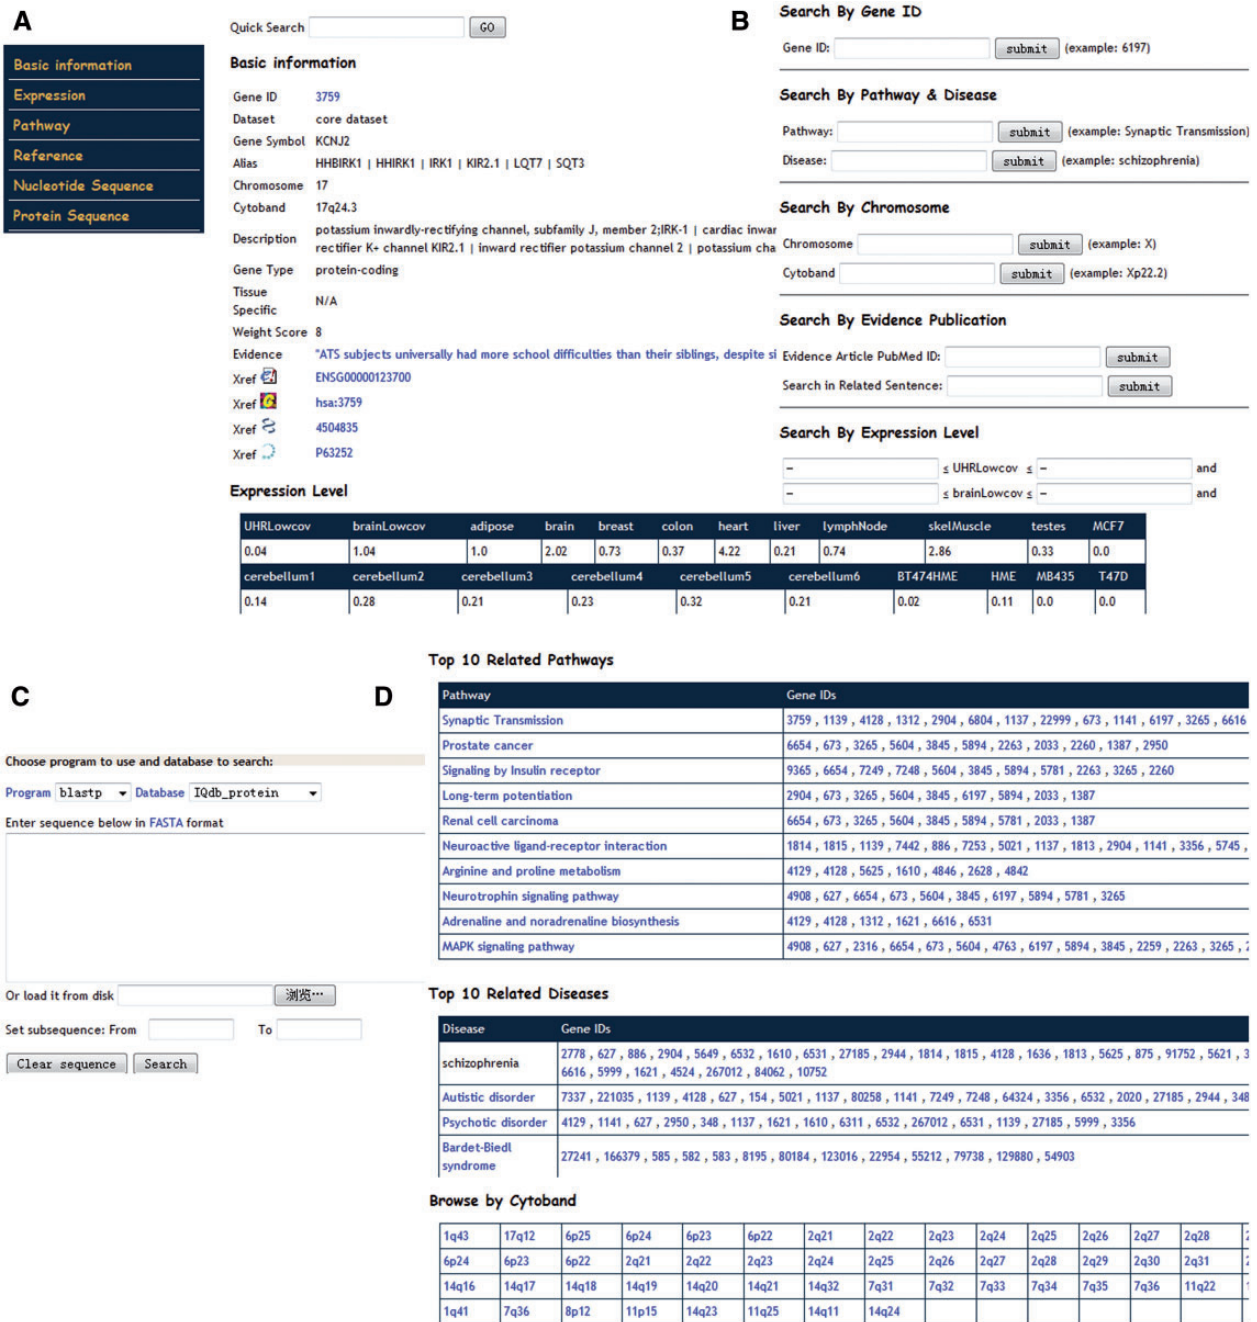 A
Quick Search GO
Basic information
Expression
Pathway
Reference
Nucleotide Sequence
Protein Sequence
Basic information
Gene ID 3759
Dataset core dataset
Gene Symbol KCNJ2
Alias HHBIRK1 | HHIRK1 | IRK1 | KIR2.1 | LQT7 | SQT3
Chromosome 17
Cytoband 17q24.3
Description potassium inwardly-rectifying channel, subfamily J, member 2;IRK-1 | cardiac inwar
rectifier K+ channel KIR2.1 | inward rectifier potassium channel 2 | potassium cha
Gene Type protein-coding
Tissue
Specific N/A
Weight Score 8
Evidence "ATS subjects universally had more school difficulties than their siblings, despite si
Xref ENSG00000123700
Xref hsa:3759
Xref 4504835
Xref P63252
B
Search By Gene ID
Gene ID: submit (example: 6197)
Search By Pathway & Disease
Pathway: submit (example: Synaptic Transmission)
Disease: submit (example: schizophrenia)
Search By Chromosome
Chromosome submit (example: X)
Cytoband submit (example: Xp22.2)
Search By Evidence Publication
Evidence Article PubMed ID: submit
Search in Related Sentence: submit
Search By Expression Level
– ≤ UHRLowcov ≤ – and
– ≤ brainLowcov ≤ – and
Expression Level
UHRLowcov brainLowcov adipose brain breast colon heart liver lymphNode skelMuscle testes MCF7
0.04 1.04 1.0 2.02 0.73 0.37 4.22 0.21 0.74 2.86 0.33 0.0
cerebellum1 cerebellum2 cerebellum3 cerebellum4 cerebellum5 cerebellum6 BT474HME HME MB435 T47D
0.14 0.28 0.21 0.23 0.32 0.21 0.02 0.11 0.0 0.0
C
Choose program to use and database to search:
Program blastp Database IQdb_protein
Enter sequence below in FASTA format
Or load it from disk 浏览…
Set subsequence: From To
Clear sequence Search
D
Top 10 Related Pathways
Pathway Gene IDs
Synaptic Transmission 3759 , 1139 , 4128 , 1312 , 2904 , 6804 , 1137 , 22999 , 673 , 1141 , 6197 , 3265 , 6616
Prostate cancer 6654 , 673 , 3265 , 5604 , 3845 , 5894 , 2263 , 2033 , 2260 , 1387 , 2950
Signaling by Insulin receptor 9365 , 6654 , 7249 , 7248 , 5604 , 3845 , 5894 , 5781 , 2263 , 3265 , 2260
Long-term potentiation 2904 , 673 , 3265 , 5604 , 3845 , 6197 , 5894 , 2033 , 1387
Renal cell carcinoma 6654 , 673 , 3265 , 5604 , 3845 , 5894 , 5781 , 2033 , 1387
Neuroactive ligand-receptor interaction 1814 , 1815 , 1139 , 7442 , 886 , 7253 , 5021 , 1137 , 1813 , 2904 , 1141 , 3356 , 5745 ,
Arginine and proline metabolism 4129 , 4128 , 5625 , 1610 , 4846 , 2628 , 4842
Neurotrophin signaling pathway 4908 , 627 , 6654 , 673 , 5604 , 3845 , 6197 , 5894 , 5781 , 3265
Adrenaline and noradrenaline biosynthesis 4129 , 4128 , 1312 , 1621 , 6616 , 6531
MAPK signaling pathway 4908 , 627 , 2316 , 6654 , 673 , 5604 , 4763 , 6197 , 5894 , 3845 , 2259 , 2263 , 3265 ,
Top 10 Related Diseases
Disease Gene IDs
schizophrenia 2778 , 627 , 886 , 2904 , 5649 , 6532 , 1610 , 6531 , 27185 , 2944 , 1814 , 1815 , 4128 , 1636 , 1813 , 5625 , 875 , 91752 , 5621 ,
6616 , 5999 , 1621 , 4524 , 267012 , 84062 , 10752
Autistic disorder 7337 , 221035 , 1139 , 4128 , 627 , 154 , 5021 , 1137 , 80258 , 1141 , 7249 , 7248 , 64324 , 3356 , 6532 , 2020 , 27185 , 2944 , 348
Psychotic disorder 4129 , 1141 , 627 , 2950 , 348 , 1137 , 1621 , 1610 , 6311 , 6532 , 267012 , 6531 , 1139 , 27185 , 5999 , 3356
Bardet-Biedl
syndrome 27241 , 166379 , 585 , 582 , 583 , 8195 , 80184 , 123016 , 22954 , 55212 , 79738 , 129880 , 54903
Browse by Cytoband
1q43 17q12 6p25 6p24 6p23 6p22 2q21 2q22 2q23 2q24 2q25 2q26 2q27 2q28
6p24 6p23 6p22 2q21 2q22 2q23 2q24 2q25 2q26 2q27 2q28 2q29 2q30 2q31
14q16 14q17 14q18 14q19 14q20 14q21 14q32 7q31 7q32 7q33 7q34 7q35 7q36 11q22
1q41 7q36 8p12 11p15 14q23 11q25 14q11 14q24